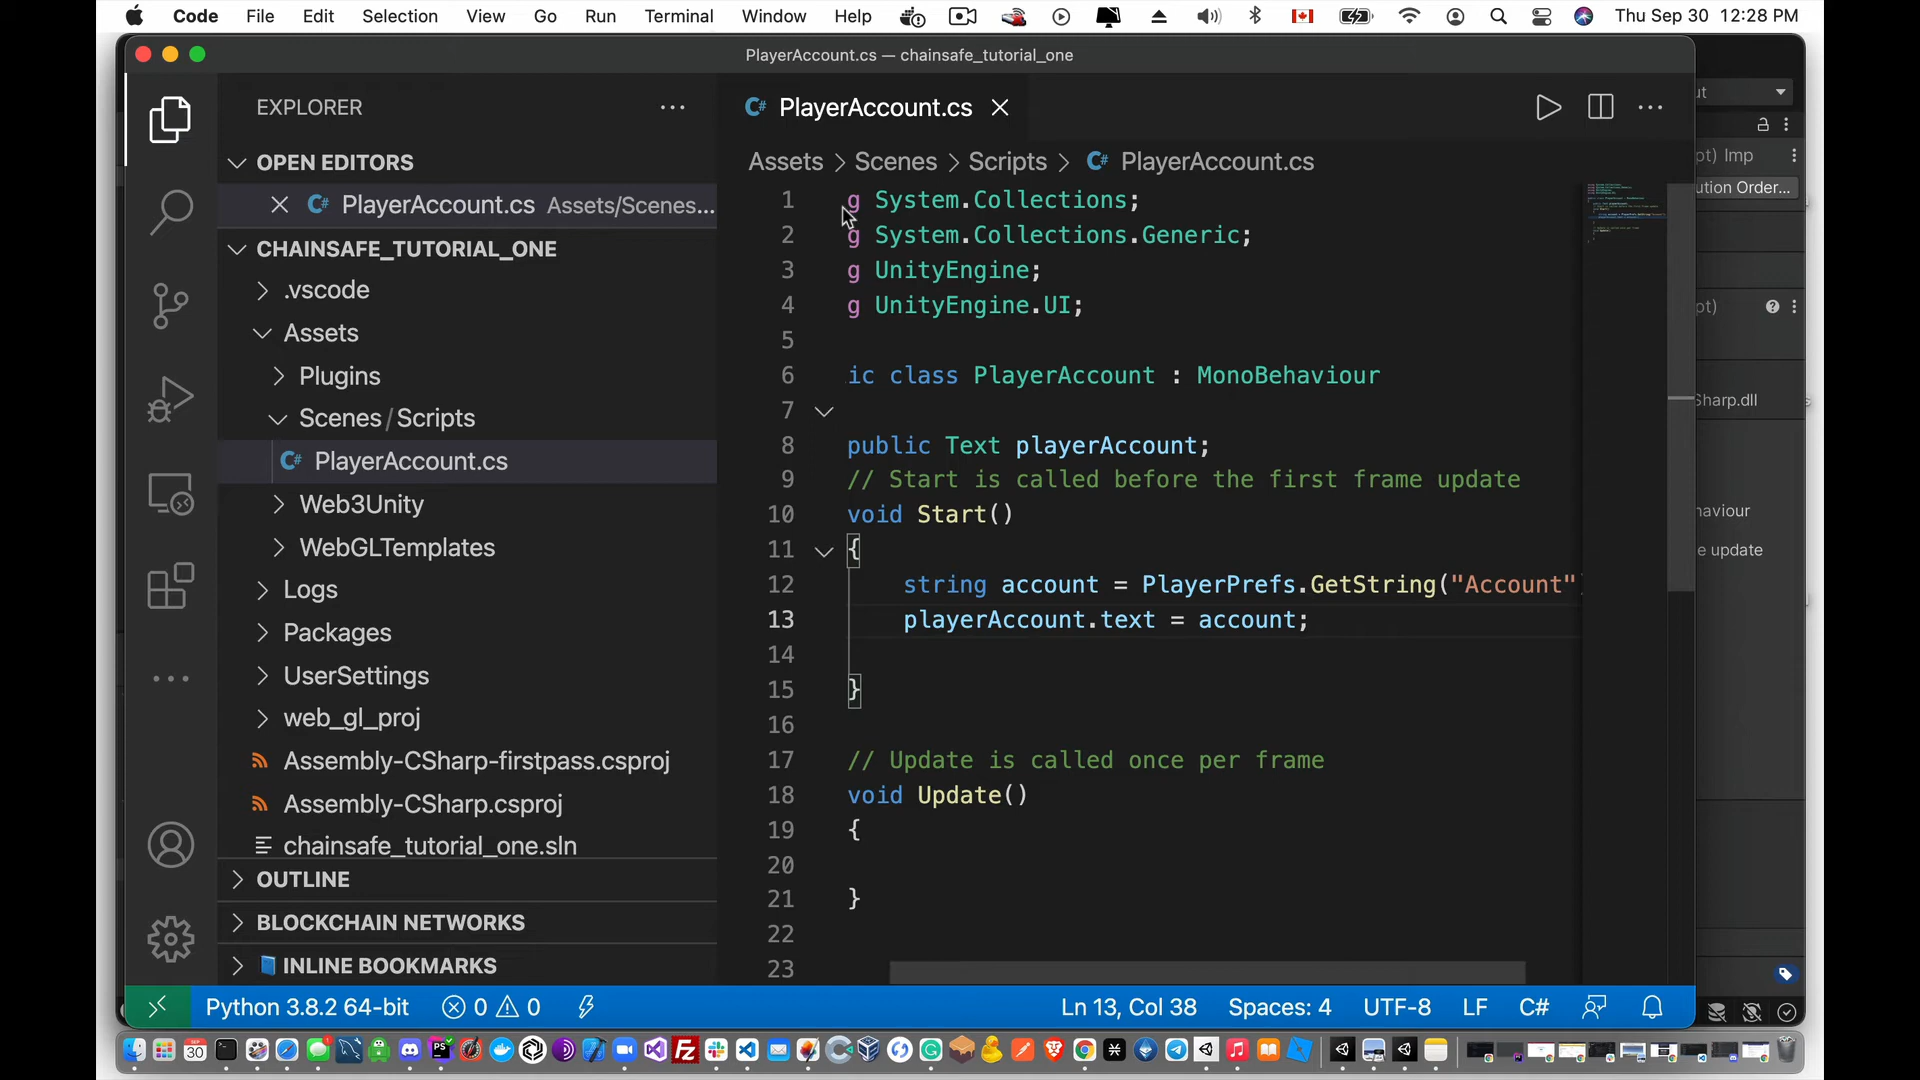 Code File Edit Selection View Go Run Terminal Window Help Thu Sep 30 12:28 PM
PlayerAccount.cs — chainsafe_tutorial_one
EXPLORER
OPEN EDITORS
PlayerAccount.cs Assets/Scenes...
CHAINSAFE_TUTORIAL_ONE
.vscode
Assets
Plugins
Scenes / Scripts
PlayerAccount.cs
Web3Unity
WebGLTemplates
Logs
Packages
UserSettings
web_gl_proj
Assembly-CSharp-firstpass.csproj
Assembly-CSharp.csproj
chainsafe_tutorial_one.sln
OUTLINE
BLOCKCHAIN NETWORKS
INLINE BOOKMARKS
C# PlayerAccount.cs
Assets > Scenes > Scripts > C# PlayerAccount.cs
1 g System.Collections;
2 g System.Collections.Generic;
3 g UnityEngine;
4 g UnityEngine.UI;
5
6 ic class PlayerAccount : MonoBehaviour
7
8 public Text playerAccount;
9 // Start is called before the first frame update
10 void Start()
11 {
12 string account = PlayerPrefs.GetString("Account"
13 playerAccount.text = account;
14
15 }
16
17 // Update is called once per frame
18 void Update()
19 {
20
21 }
22
23
ut
pt) Imp
ution Order...
pt)
Sharp.dll
haviour
e update
Python 3.8.2 64-bit 0 0 Ln 13, Col 38 Spaces: 4 UTF-8 LF C#